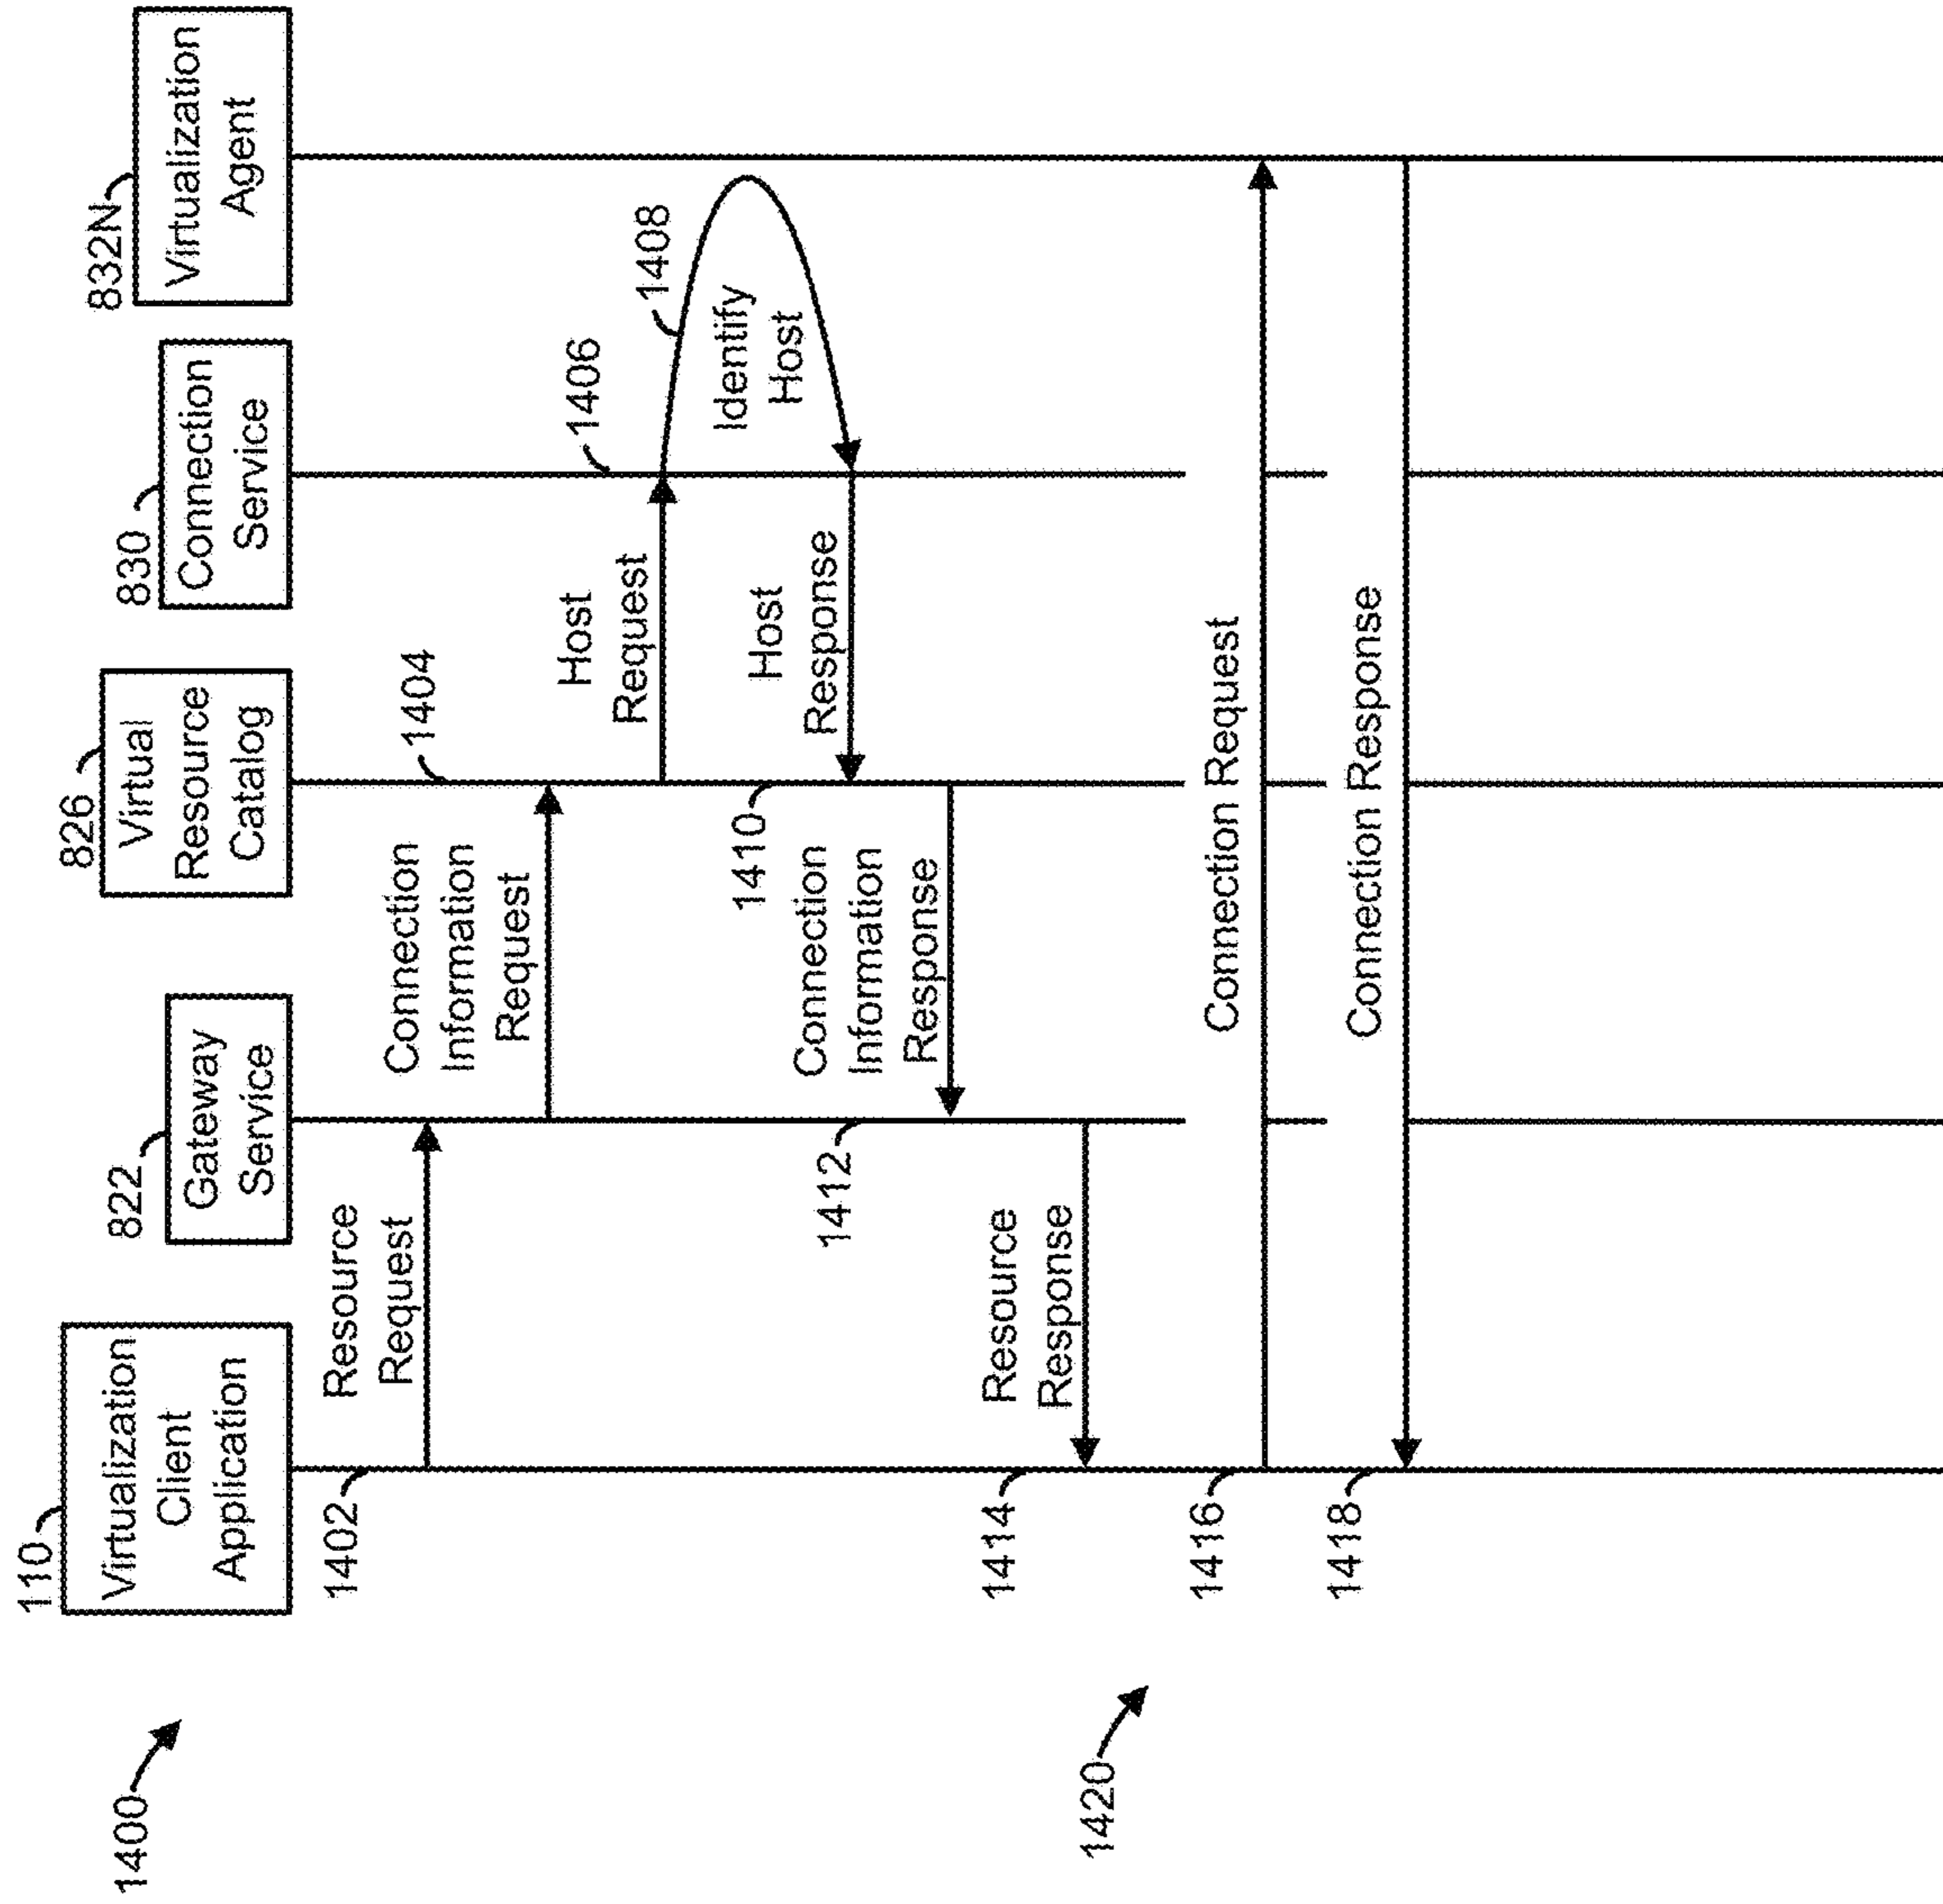 1400
110
Virtualization
Client
Application
822
Gateway
Service
826
Virtual
Resource
Catalog
830
Connection
Service
832N
Virtualization
Agent
1402
Resource
Request
1404
Connection
Information
Request
1406
Host
Request
1408
Identify
Host
Host
Response
1410
Connection
Information
Response
1412
Resource
Response
1414
1420
1416
Connection Request
1418
Connection Response